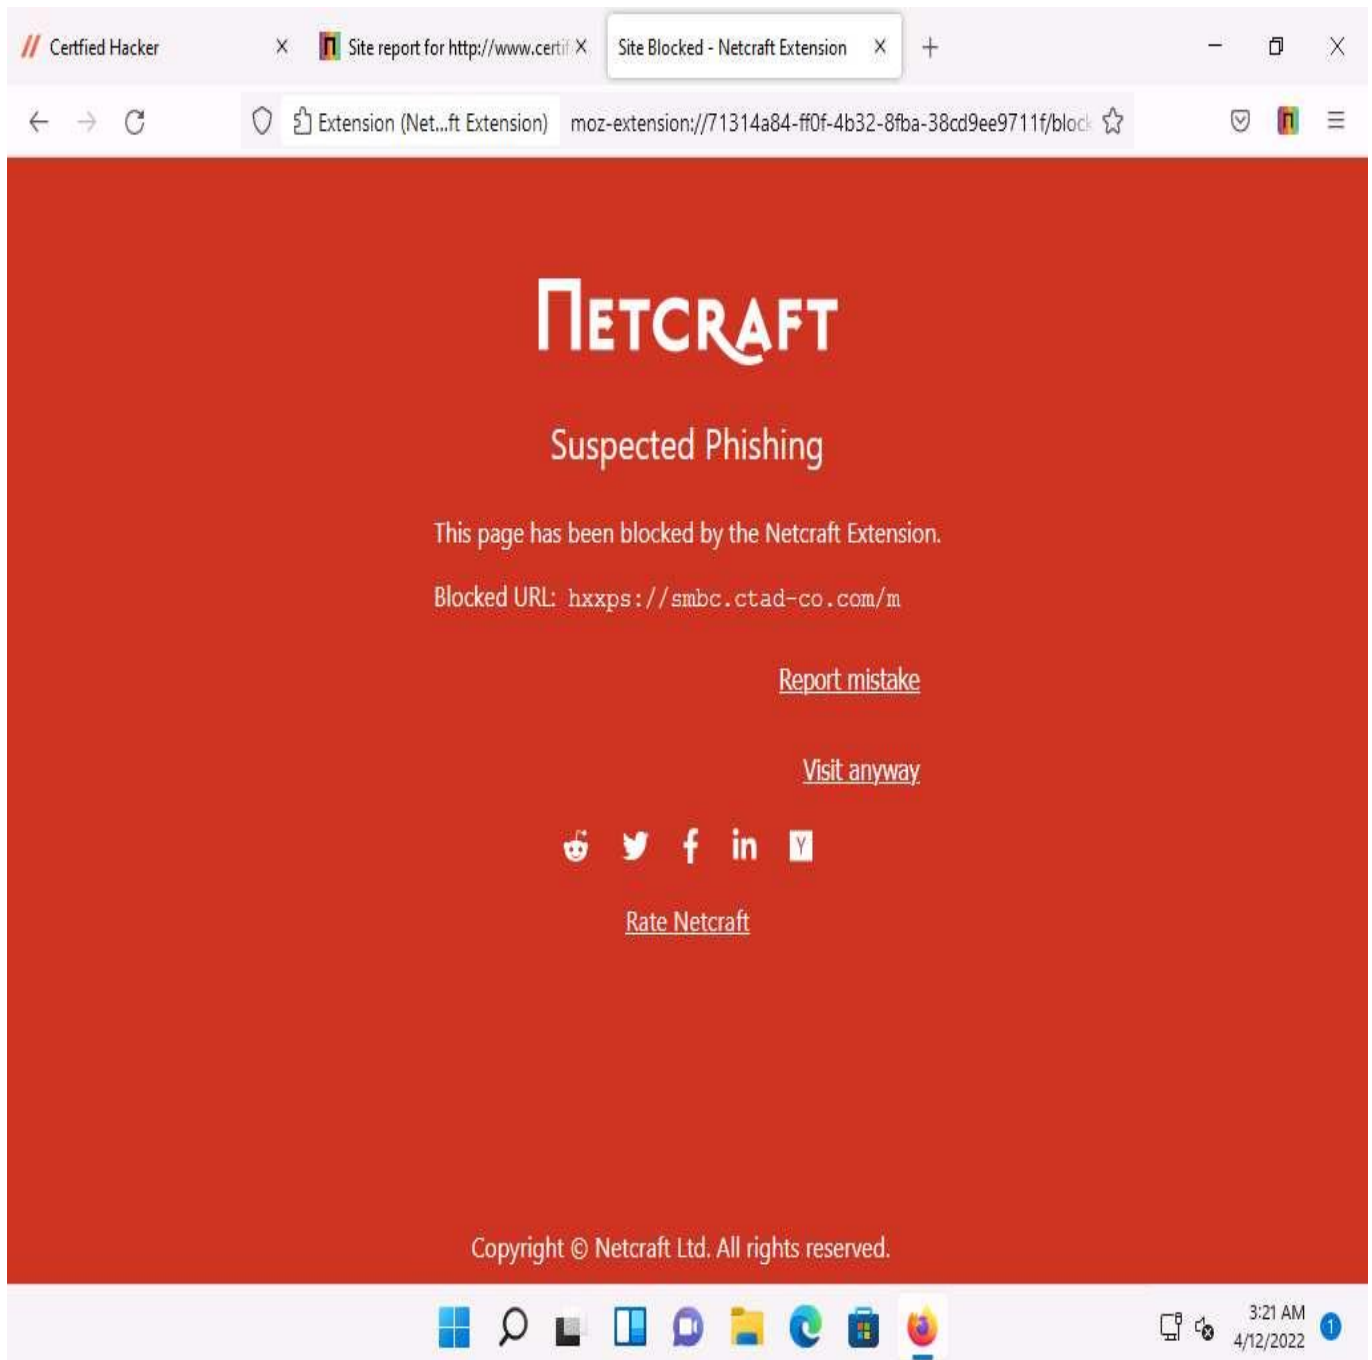 Certfied Hacker
Site report for http://www.certif
Site Blocked - Netcraft Extension
Extension (Net...ft Extension) moz-extension://71314a84-ff0f-4b32-8fba-38cd9ee9711f/block
NETCRAFT
Suspected Phishing
This page has been blocked by the Netcraft Extension.
Blocked URL: hxxps://smbc.ctad-co.com/m
Report mistake
Visit anyway
Rate Netcraft
Copyright © Netcraft Ltd. All rights reserved.
3:21 AM
4/12/2022
1